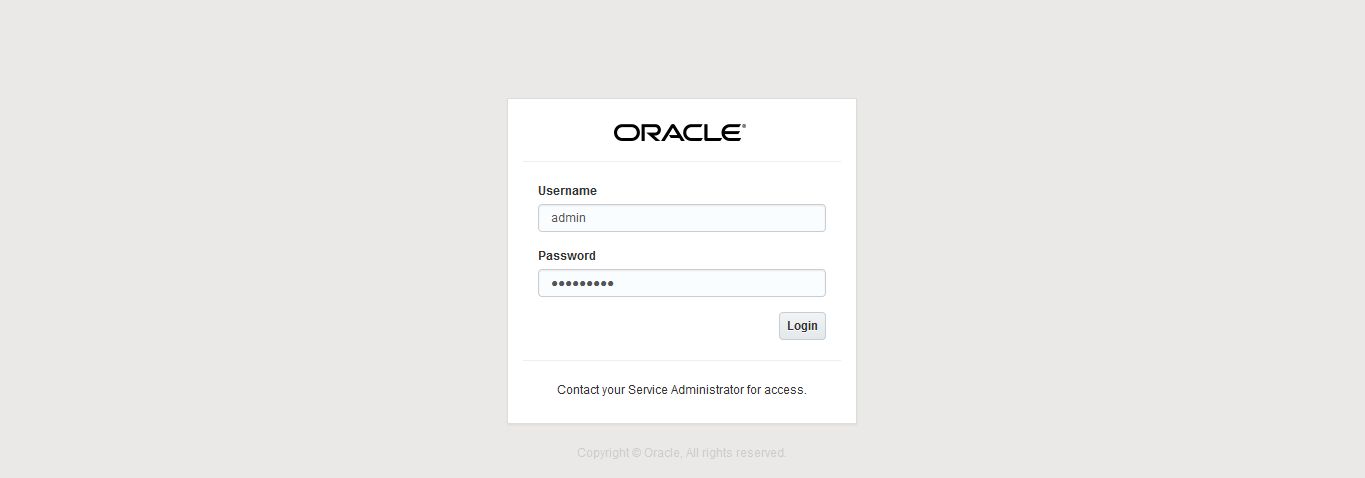 ORACLE®
Username
admin
Password
●●●●●●●●●
Login
Contact your Service Administrator for access.
Copyright © Oracle, All rights reserved.